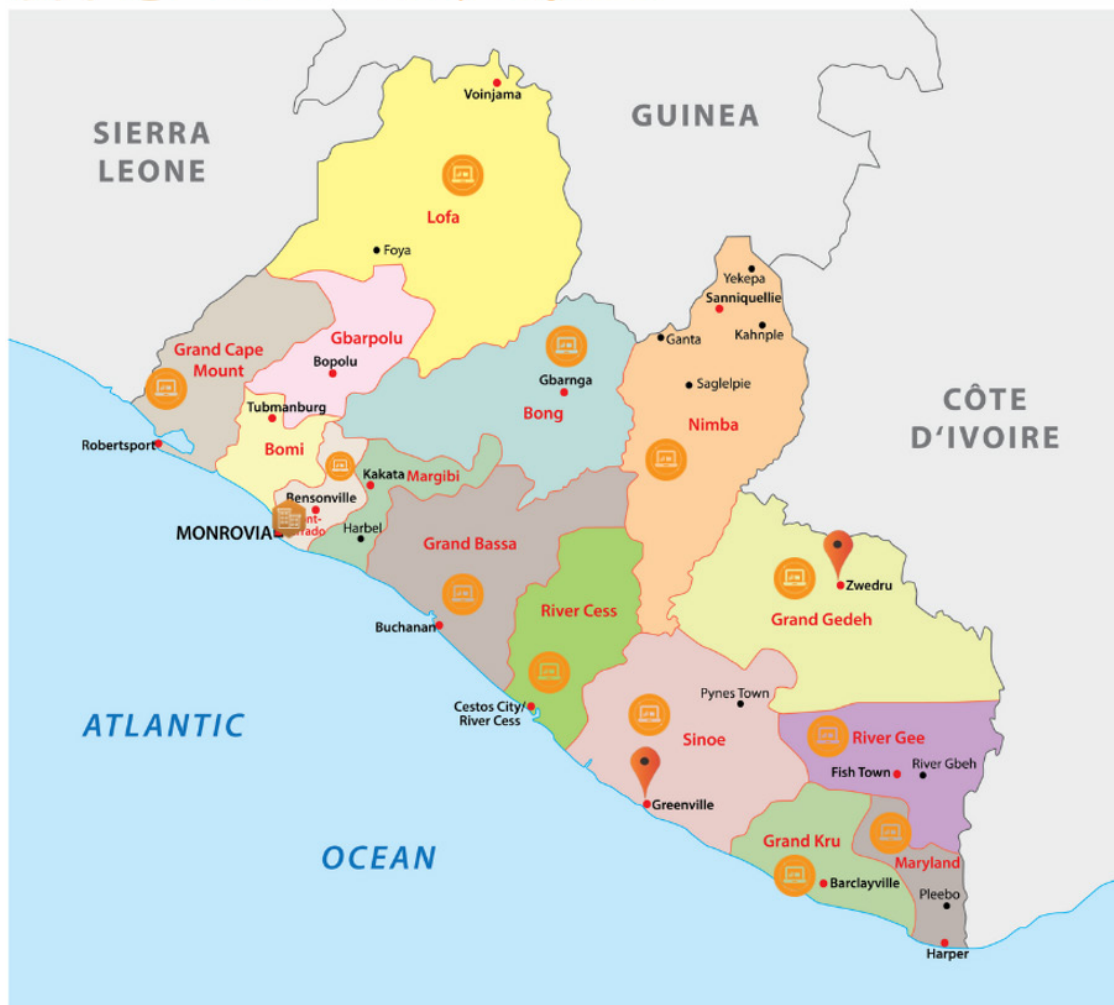 SIERRA
LEONE
GUINEA
Voinjama
Lofa
Foya
Yekepa
Sanniquellie
Kahnple
Ganta
Saglelpie
Nimba
Grand Cape
Mount
Gbarpolu
Bopolu
Gbarnga
Bong
CÔTE
D'IVOIRE
Tubmanburg
Robertsport
Bomi
Kakata
Margibi
Bensonville
MONROVIA
Harbel
Grand Bassa
Buchanan
River Cess
Cestos City/
River Cess
Zwedru
Grand Gedeh
Pynes Town
Sinoe
Greenville
River Gee
Fish Town
River Gbeh
Grand Kru
Barclayville
Maryland
Pleebo
Harper
ATLANTIC
OCEAN